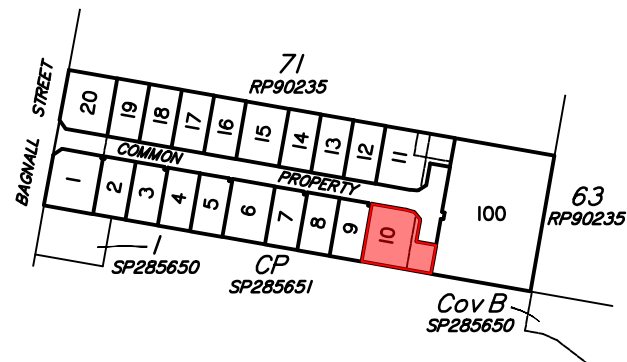 71
RP90235
BAGNALL STREET
20
19
18
17
16
15
14
13
12
11
COMMON
PROPERTY
1
2
3
4
5
6
7
8
9
10
100
63
RP90235
1
SP285650
CP
SP285651
Cov B
SP285650